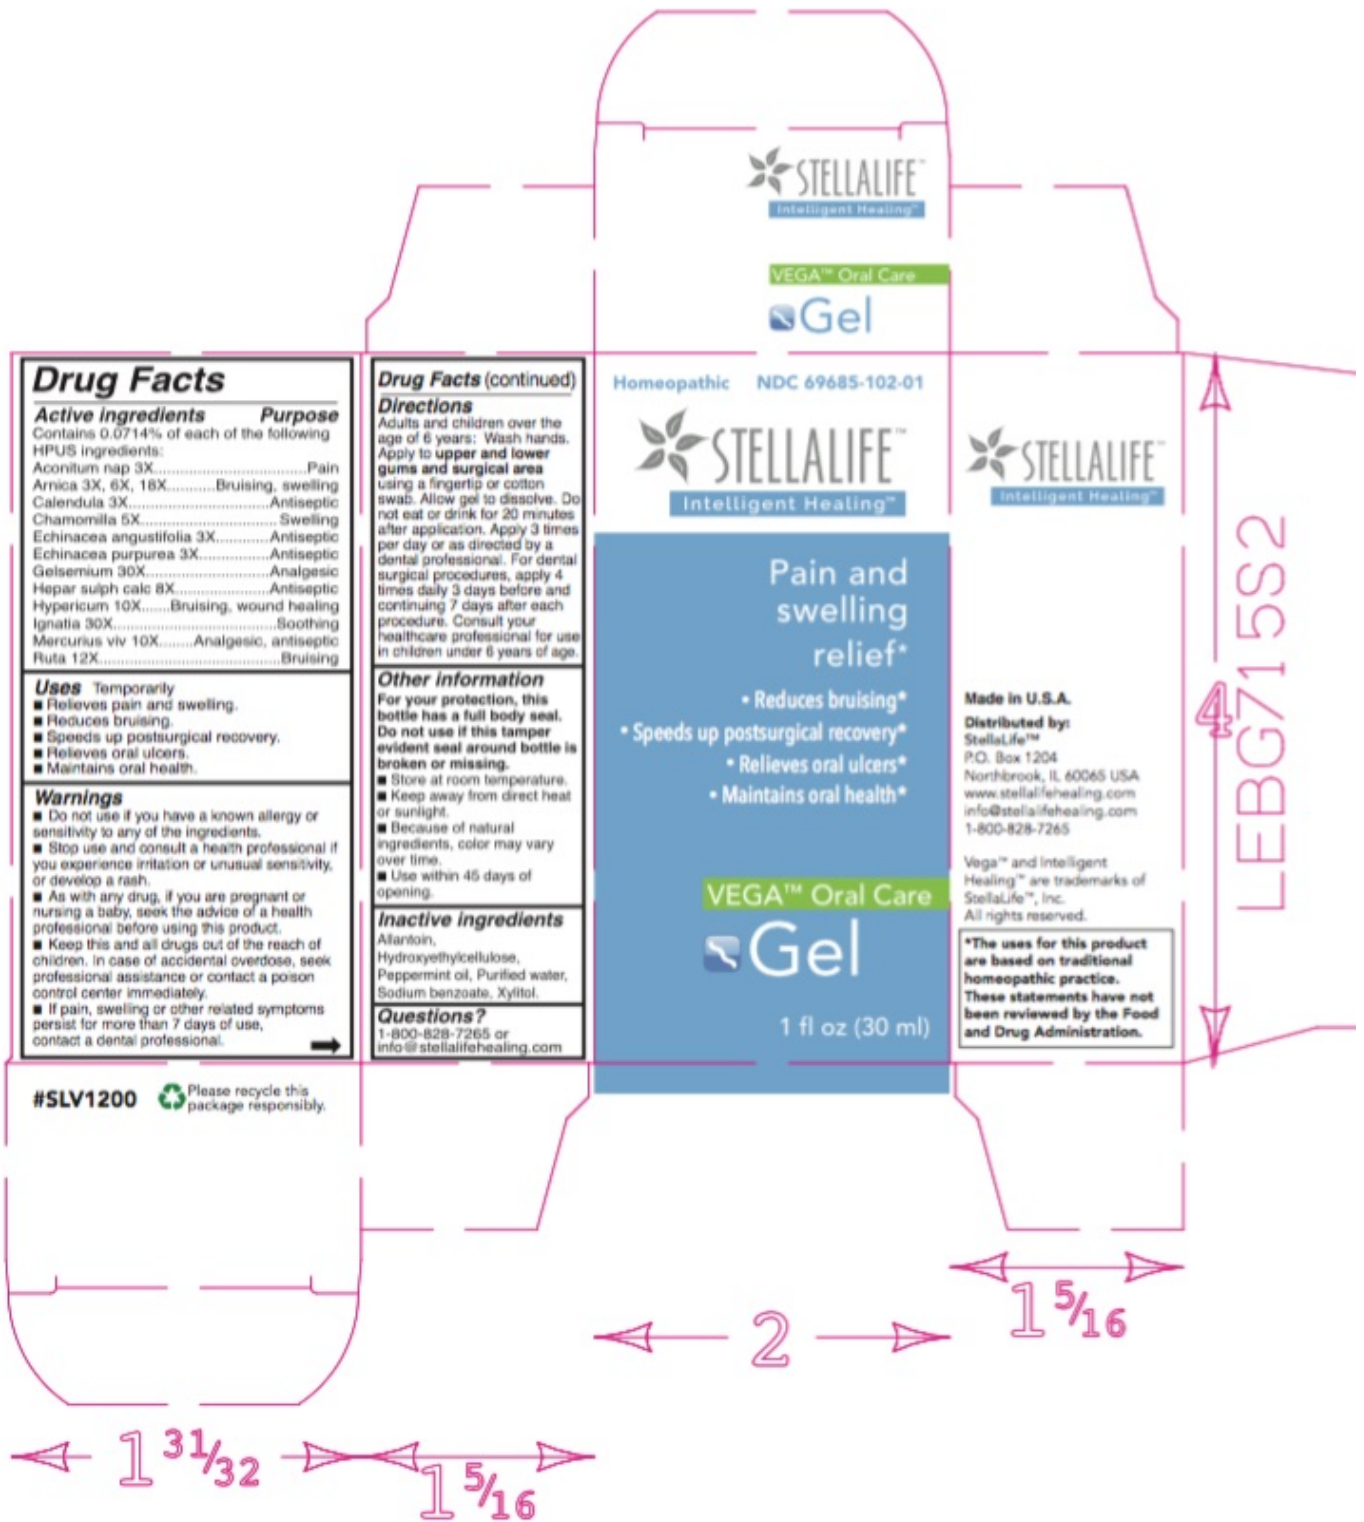 STELLALIFE™
Intelligent Healing™
VEGA™ Oral Care
Gel
Drug Facts
Active ingredients Purpose
Contains 0.0714% of each of the following
HPUS ingredients:
Aconitum nap 3X..................................Pain
Arnica 3X, 6X, 18X...........Bruising, swelling
Calendula 3X...............................Antiseptic
Chamomilla 5X..............................Swelling
Echinacea angustifolia 3X............Antiseptic
Echinacea purpurea 3X...............Antiseptic
Gelsemium 30X...........................Analgesic
Hepar sulph calc 8X.....................Antiseptic
Hypericum 10X......Bruising, wound healing
Ignatia 30X....................................Soothing
Mercurius viv 10X........Analgesic, antiseptic
Ruta 12X........................................Bruising
Uses Temporarily
■ Relieves pain and swelling.
■ Reduces bruising.
■ Speeds up postsurgical recovery.
■ Relieves oral ulcers.
■ Maintains oral health.
Warnings
■ Do not use if you have a known allergy or
sensitivity to any of the ingredients.
■ Stop use and consult a health professional if
you experience irritation or unusual sensitivity,
or develop a rash.
■ As with any drug, if you are pregnant or
nursing a baby, seek the advice of a health
professional before using this product.
■ Keep this and all drugs out of the reach of
children. In case of accidental overdose, seek
professional assistance or contact a poison
control center immediately.
■ If pain, swelling or other related symptoms
persist for more than 7 days of use,
contact a dental professional.
#SLV1200
Please recycle this
package responsibly.
Drug Facts (continued)
Directions
Adults and children over the
age of 6 years: Wash hands.
Apply to upper and lower
gums and surgical area
using a fingertip or cotton
swab. Allow gel to dissolve. Do
not eat or drink for 20 minutes
after application. Apply 3 times
per day or as directed by a
dental professional. For dental
surgical procedures, apply 4
times daily 3 days before and
continuing 7 days after each
procedure. Consult your
healthcare professional for use
in children under 6 years of age.
Other information
For your protection, this
bottle has a full body seal.
Do not use if this tamper
evident seal around bottle is
broken or missing.
■ Store at room temperature.
■ Keep away from direct heat
or sunlight.
■ Because of natural
ingredients, color may vary
over time.
■ Use within 45 days of
opening.
Inactive ingredients
Allantoin,
Hydroxyethylcellulose,
Peppermint oil, Purified water,
Sodium benzoate, Xylitol.
Questions?
1-800-828-7265 or
info@stellalifehealing.com
Homeopathic NDC 69685-102-01
STELLALIFE™
Intelligent Healing™
Pain and
swelling
relief*
• Reduces bruising*
• Speeds up postsurgical recovery*
• Relieves oral ulcers*
• Maintains oral health*
VEGA™ Oral Care
Gel
1 fl oz (30 ml)
STELLALIFE™
Intelligent Healing™
Made in U.S.A.
Distributed by:
StellaLife™
P.O. Box 1204
Northbrook, IL 60065 USA
www.stellalifehealing.com
info@stellalifehealing.com
1-800-828-7265
Vega™ and Intelligent
Healing™ are trademarks of
StellaLife™, Inc.
All rights reserved.
*The uses for this product
are based on traditional
homeopathic practice.
These statements have not
been reviewed by the Food
and Drug Administration.
4
LEBG715S2
1 31/32
1 5/16
2
1 5/16